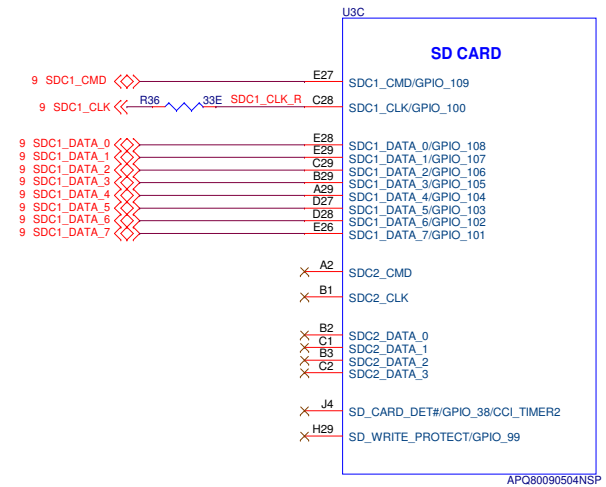 U3C
SD CARD
9 SDC1_CMD E27 SDC1_CMD/GPIO_109
9 SDC1_CLK R36 33E SDC1_CLK_R C28 SDC1_CLK/GPIO_100
9 SDC1_DATA_0 E28 SDC1_DATA_0/GPIO_108
9 SDC1_DATA_1 E29 SDC1_DATA_1/GPIO_107
9 SDC1_DATA_2 C29 SDC1_DATA_2/GPIO_106
9 SDC1_DATA_3 B29 SDC1_DATA_3/GPIO_105
9 SDC1_DATA_4 A29 SDC1_DATA_4/GPIO_104
9 SDC1_DATA_5 D27 SDC1_DATA_5/GPIO_103
9 SDC1_DATA_6 D28 SDC1_DATA_6/GPIO_102
9 SDC1_DATA_7 E26 SDC1_DATA_7/GPIO_101
A2 SDC2_CMD
B1 SDC2_CLK
B2 SDC2_DATA_0
C1 SDC2_DATA_1
B3 SDC2_DATA_2
C2 SDC2_DATA_3
J4 SD_CARD_DET#/GPIO_38/CCI_TIMER2
H29 SD_WRITE_PROTECT/GPIO_99
APQ80090504NSP